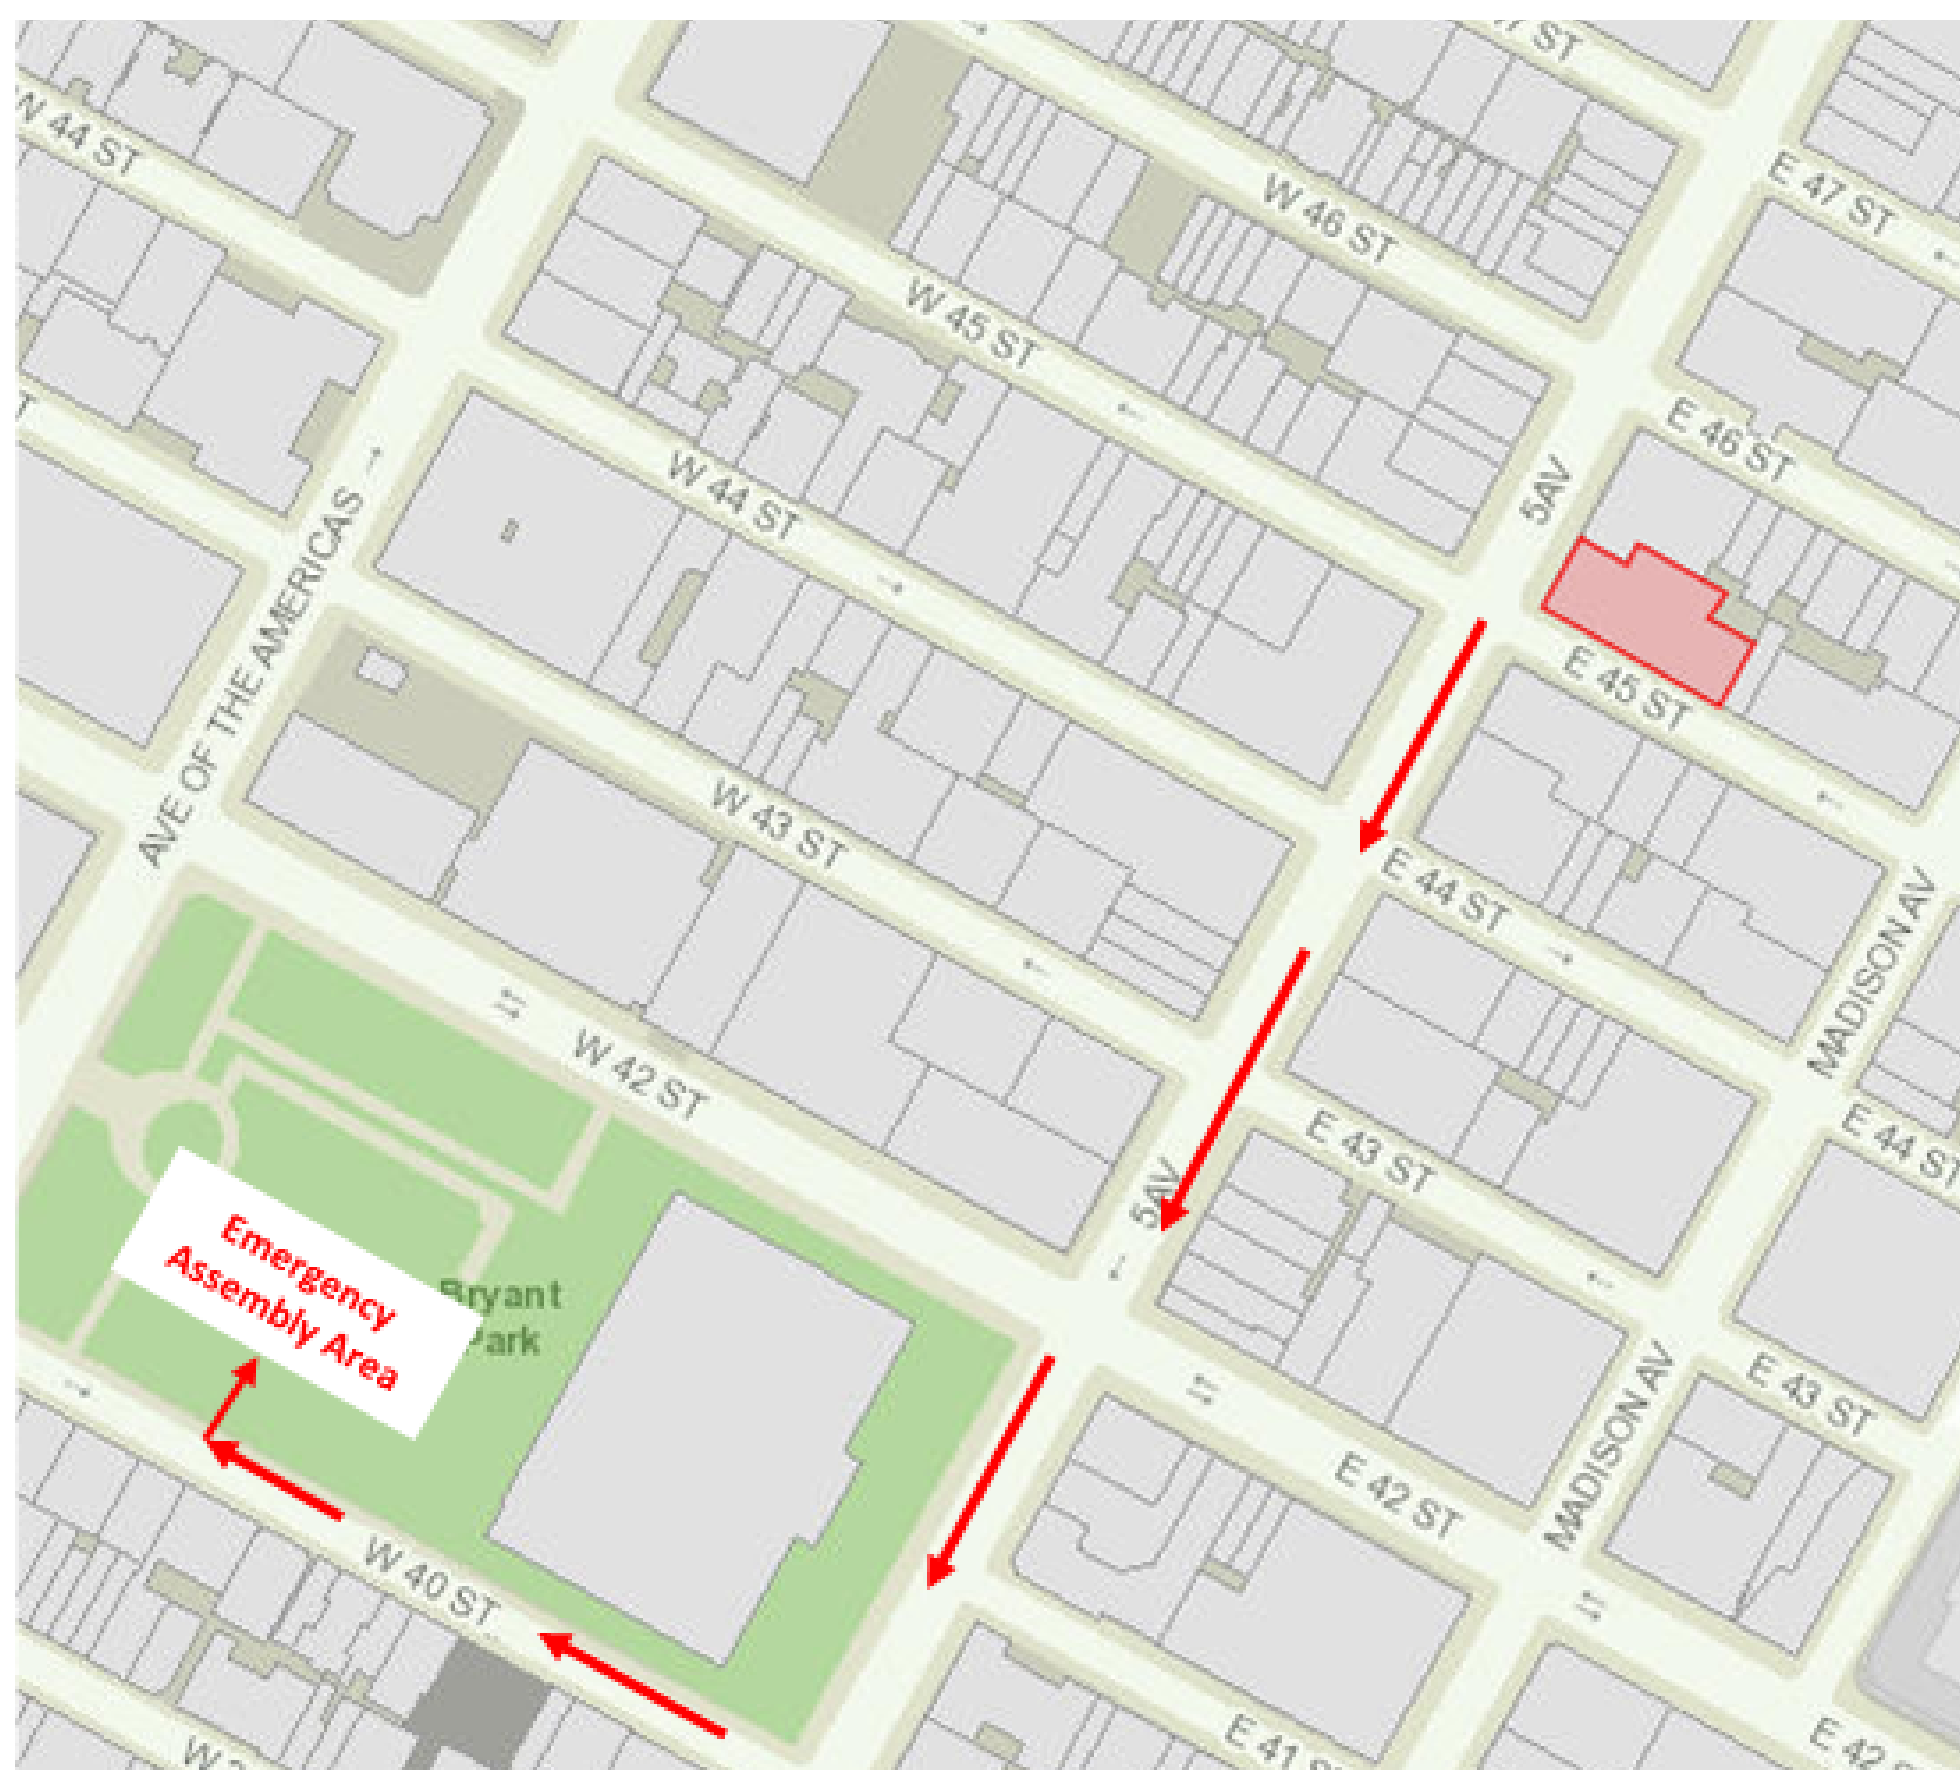 W 44 ST
E 47 ST
W 46 ST
W 45 ST
E 46 ST
5AV
W 44 ST
AVE OF THE AMERICAS
E 45 ST
W 43 ST
E 44 ST
MADISON AV
W 42 ST
E 43 ST
E 44 ST
5AV
Emergency
Assembly Area
Bryant
Park
E 43 ST
MADISON AV
E 42 ST
W 40 ST
E 41
E 42